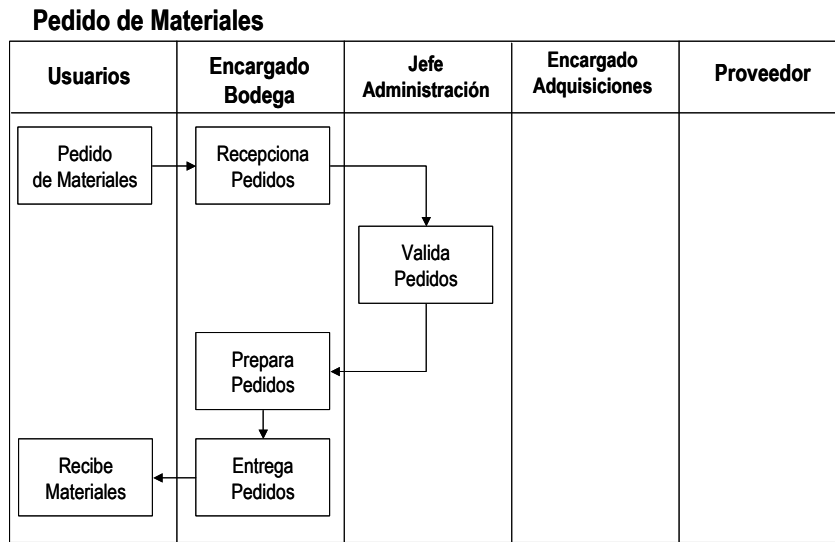 Pedido de Materiales
Usuarios
Encargado
Bodega
Jefe
Administración
Encargado
Adquisiciones
Proveedor
Pedido
de Materiales
Recepciona
Pedidos
Valida
Pedidos
Prepara
Pedidos
Recibe
Materiales
Entrega
Pedidos